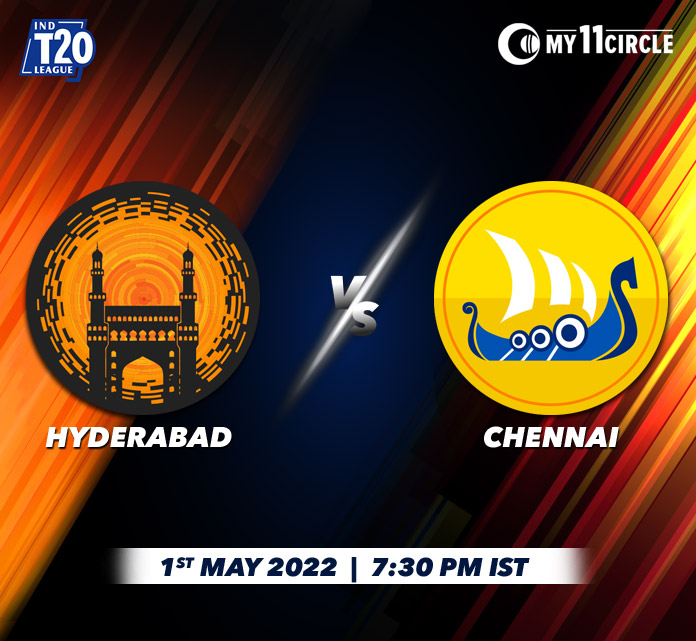 IND
T20
LEAGUE
MY11CIRCLE
VS
HYDERABAD
CHENNAI
1ST MAY 2022 | 7:30 PM IST